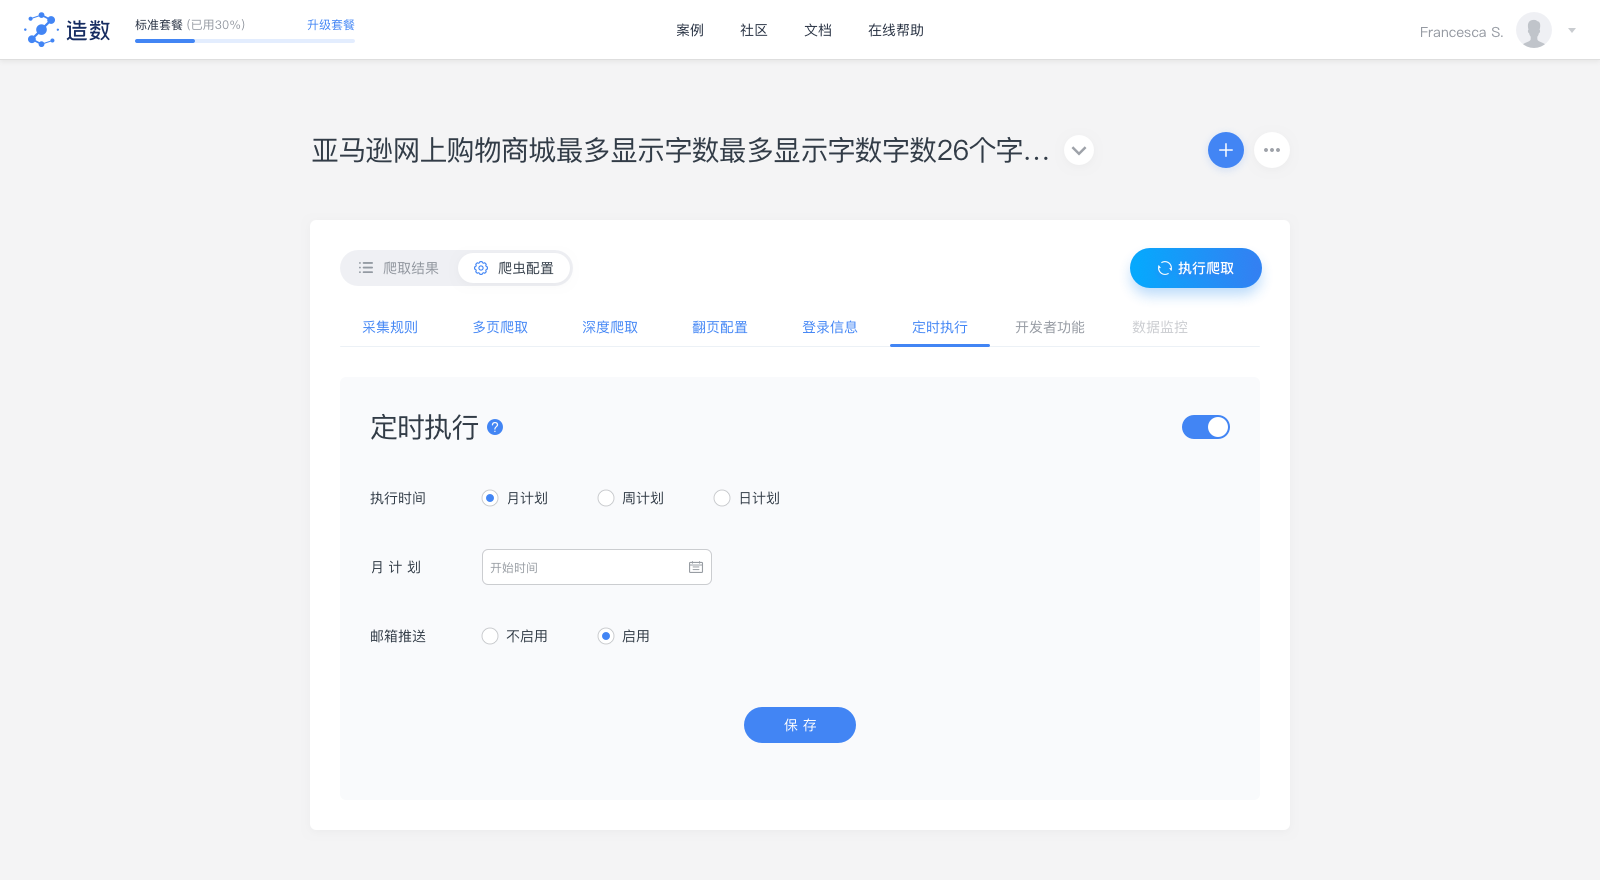 造数
标准套餐 (已用30%) 升级套餐
案例 社区 文档 在线帮助
Francesca S.
亚马逊网上购物商城最多显示字数最多显示字数字数26个字...
爬取结果 爬虫配置 执行爬取
采集规则 多页爬取 深度爬取 翻页配置 登录信息 定时执行 开发者功能 数据监控
定时执行 ?
执行时间 月计划 周计划 日计划
月 计 划 开始时间
邮箱推送 不启用 启用
保 存